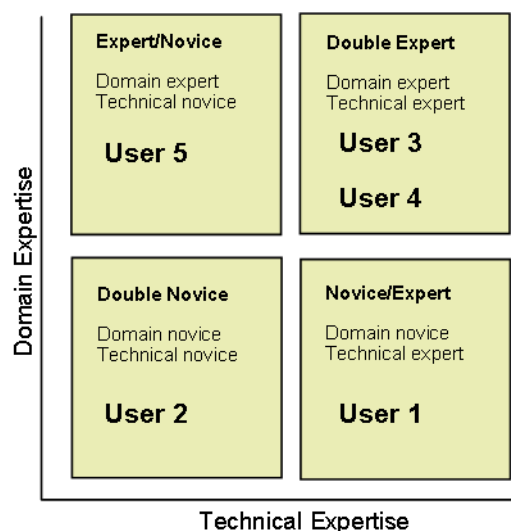 Domain Expertise
Expert/Novice
Domain expert
Technical novice
User 5
Double Expert
Domain expert
Technical expert
User 3
User 4
Double Novice
Domain novice
Technical novice
User 2
Novice/Expert
Domain novice
Technical expert
User 1
Technical Expertise